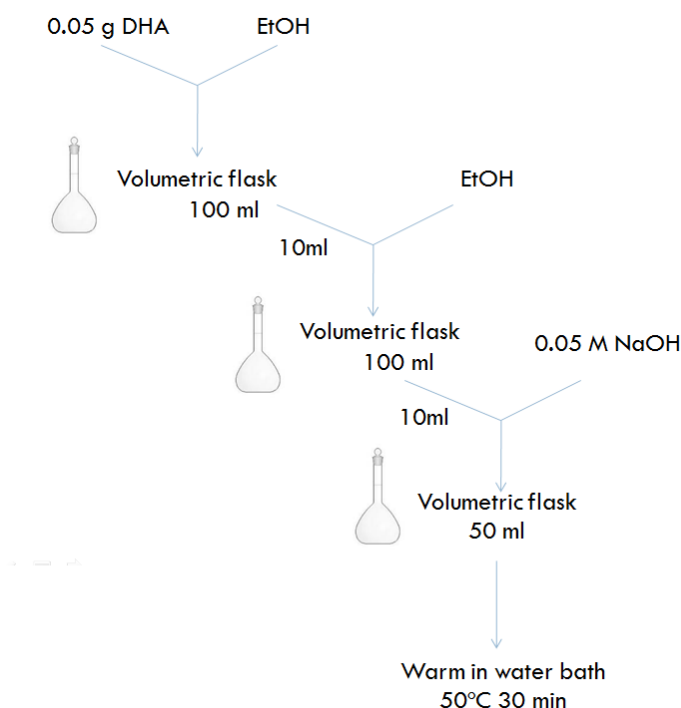 0.05 g DHA
EtOH
Volumetric flask
100 ml
EtOH
10ml
Volumetric flask
100 ml
0.05 M NaOH
10ml
Volumetric flask
50 ml
Warm in water bath
50°C 30 min